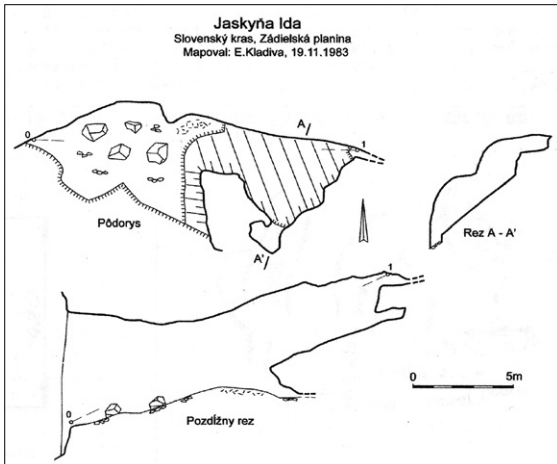 Jaskyňa Ida
Slovenský kras, Zádielská planina
Mapoval: E.Kladiva, 19.11.1983
0
A
1
Pôdorys
A'
Rez A - A'
1
0
Pozdĺžny rez
0
5m